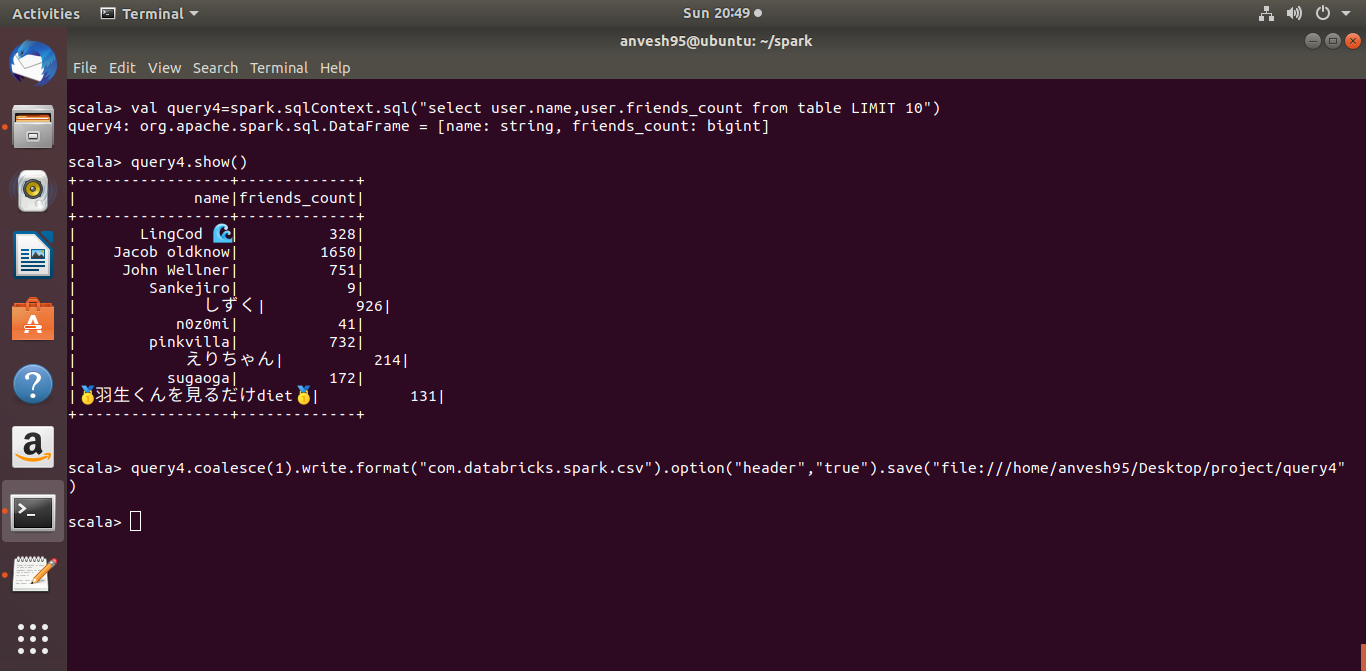 Activities Terminal Sun 20:49
anvesh95@ubuntu: ~/spark
File Edit View Search Terminal Help
scala> val query4=spark.sqlContext.sql("select user.name,user.friends_count from table LIMIT 10")
query4: org.apache.spark.sql.DataFrame = [name: string, friends_count: bigint]
scala> query4.show()
+-----------------+-------------+
|             name|friends_count|
+-----------------+-------------+
|       LingCod 🌊|          328|
|    Jacob oldknow|         1650|
|     John Wellner|          751|
|        Sankejiro|            9|
|              しずく|          926|
|           n0z0mi|           41|
|        pinkvilla|          732|
|            えりちゃん|          214|
|          sugaoga|          172|
|🥇羽生くんを見るだけdiet🥇|          131|
+-----------------+-------------+
scala> query4.coalesce(1).write.format("com.databricks.spark.csv").option("header","true").save("file:///home/anvesh95/Desktop/project/query4"
)
scala>